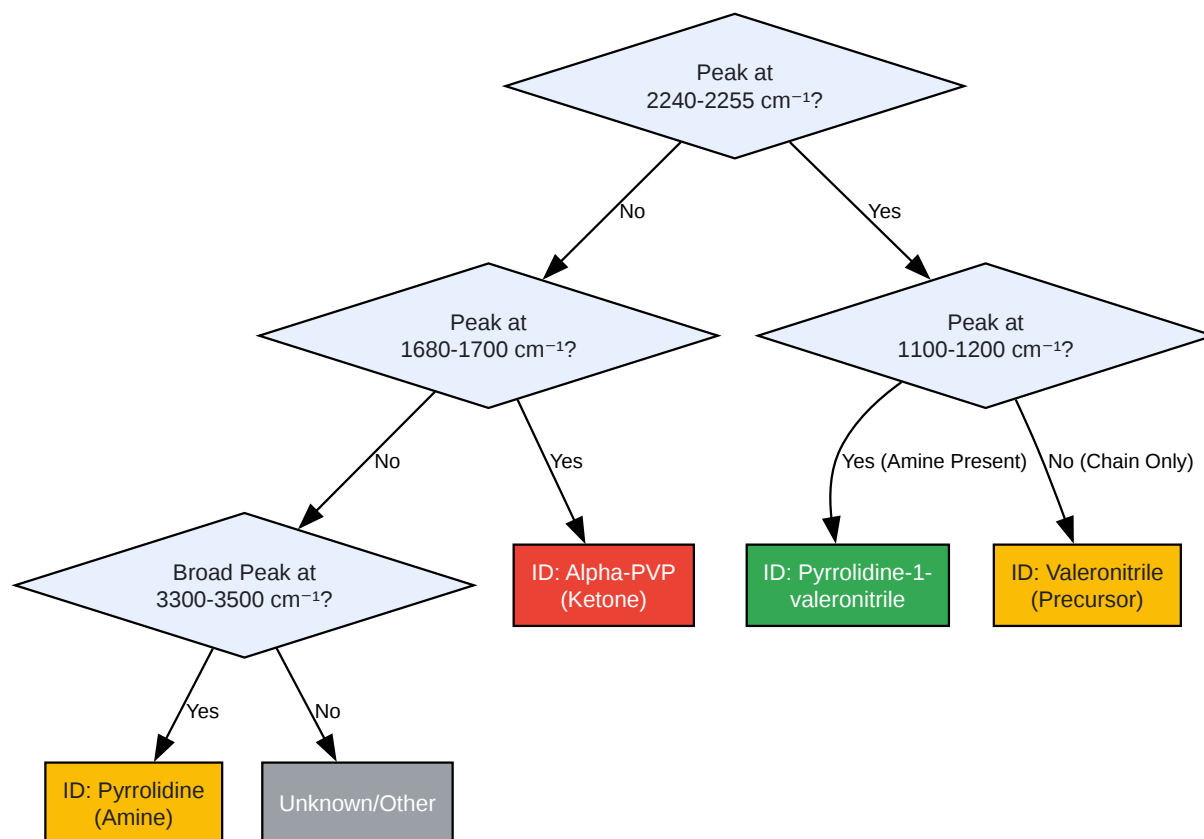 Peak at
2240-2255 cm⁻¹?
No
Yes
Peak at
1680-1700 cm⁻¹?
Peak at
1100-1200 cm⁻¹?
No
Yes
Yes (Amine Present)
No (Chain Only)
Broad Peak at
3300-3500 cm⁻¹?
ID: Alpha-PVP
(Ketone)
ID: Pyrrolidine-1-
valeronitrile
ID: Valeronitrile
(Precursor)
Yes
No
ID: Pyrrolidine
(Amine)
Unknown/Other